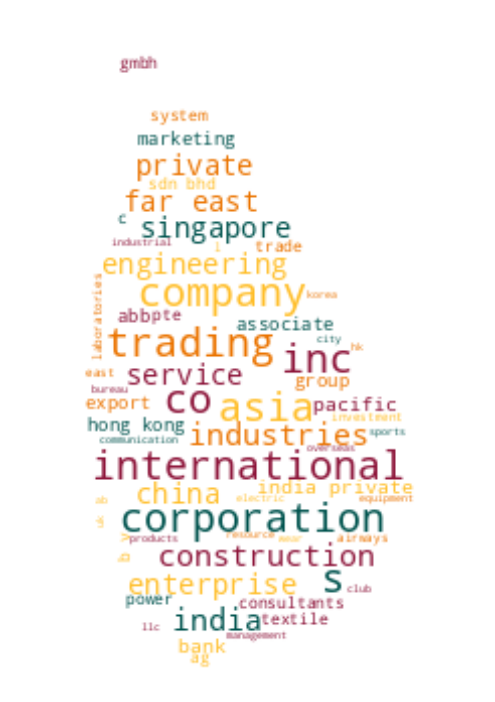 gmbh
system
marketing
private
sdn bhd
far east
c
singapore
industrial
i
trade
engineering
company
korea
laboratories
abbpte
associate
trading
city
hk
inc
east
service
group
bureau
co
asia
pacific
export
investment
hong kong
industries
sports
communication
overseas
international
china
india private
ab
electric
equipment
corporation
resource
wear
airways
products
construction
b v
enterprise
s
club
power
consultants
india
textile
llc
management
bank
ag